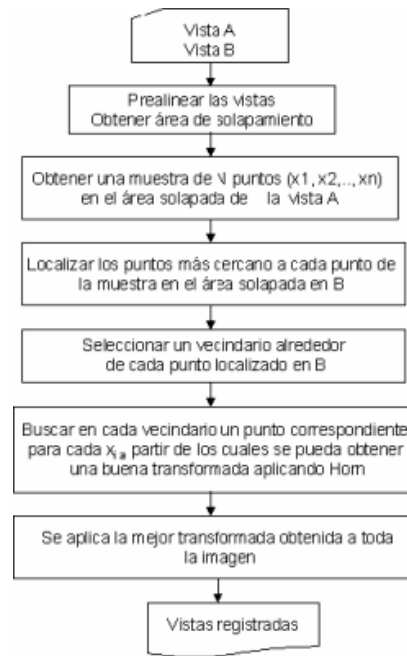 Vista A
Vista B
Prealinear las vistas
Obtener área de solapamiento
Obtener una muestra de N puntos (x1, x2,.., xn)
en el área solapada de la vista A
Localizar los puntos más cercano a cada punto de
la muestra en el área solapada en B
Seleccionar un vecindario alrededor
de cada punto localizado en B
Buscar en cada vecindario un punto correspondiente
para cada xi, a partir de los cuales se pueda obtener
una buena transformada aplicando Horn
Se aplica la mejor transformada obtenida a toda
la imagen
Vistas registradas